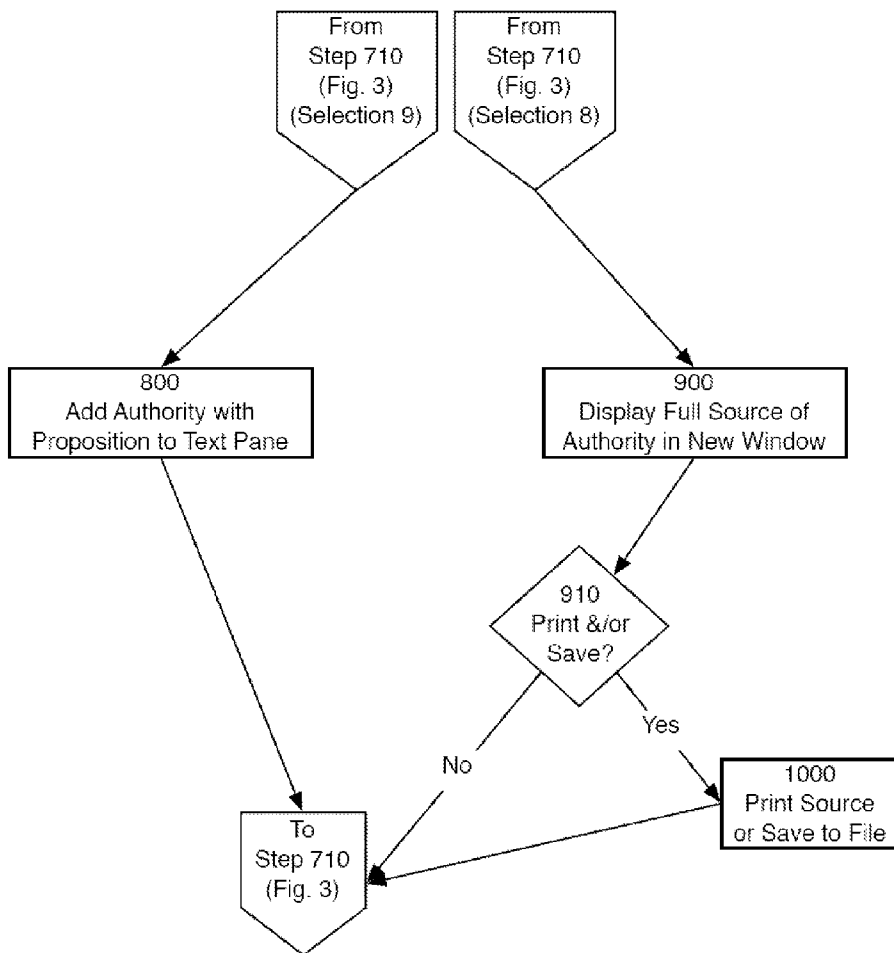 From
Step 710
(Fig. 3)
(Selection 9)
From
Step 710
(Fig. 3)
(Selection 8)
800
Add Authority with
Proposition to Text Pane
900
Display Full Source of
Authority in New Window
910
Print &/or
Save?
No
Yes
1000
Print Source
or Save to File
To
Step 710
(Fig. 3)